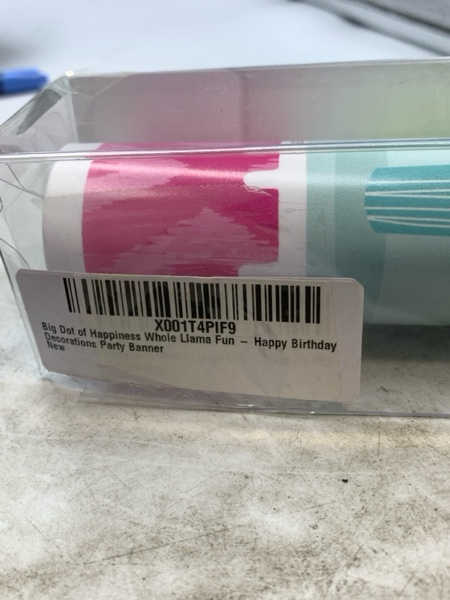 X001T4PIF9
Big Dot of Happiness Whole Llama Fun – Happy Birthday
Decorations Party Banner
New